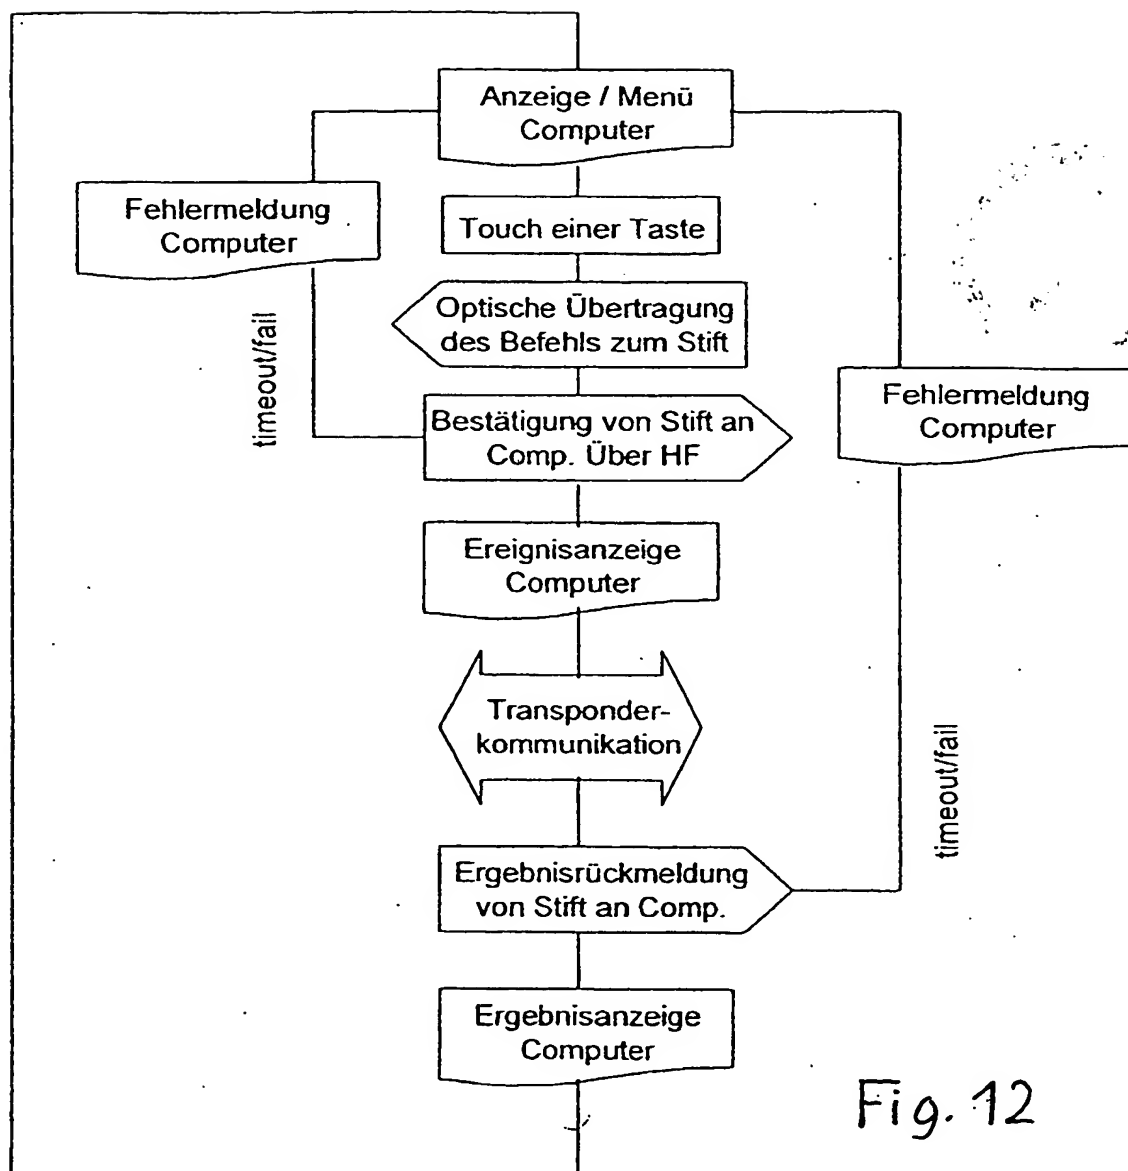 Anzeige / Menü
Computer
Fehlermeldung
Computer
Touch einer Taste
Optische Übertragung
des Befehls zum Stift
timeout/fail
Fehlermeldung
Computer
Bestätigung von Stift an
Comp. Über HF
Ereignisanzeige
Computer
Transponder-
kommunikation
timeout/fail
Ergebnisrückmeldung
von Stift an Comp.
Ergebnisanzeige
Computer
Fig. 12